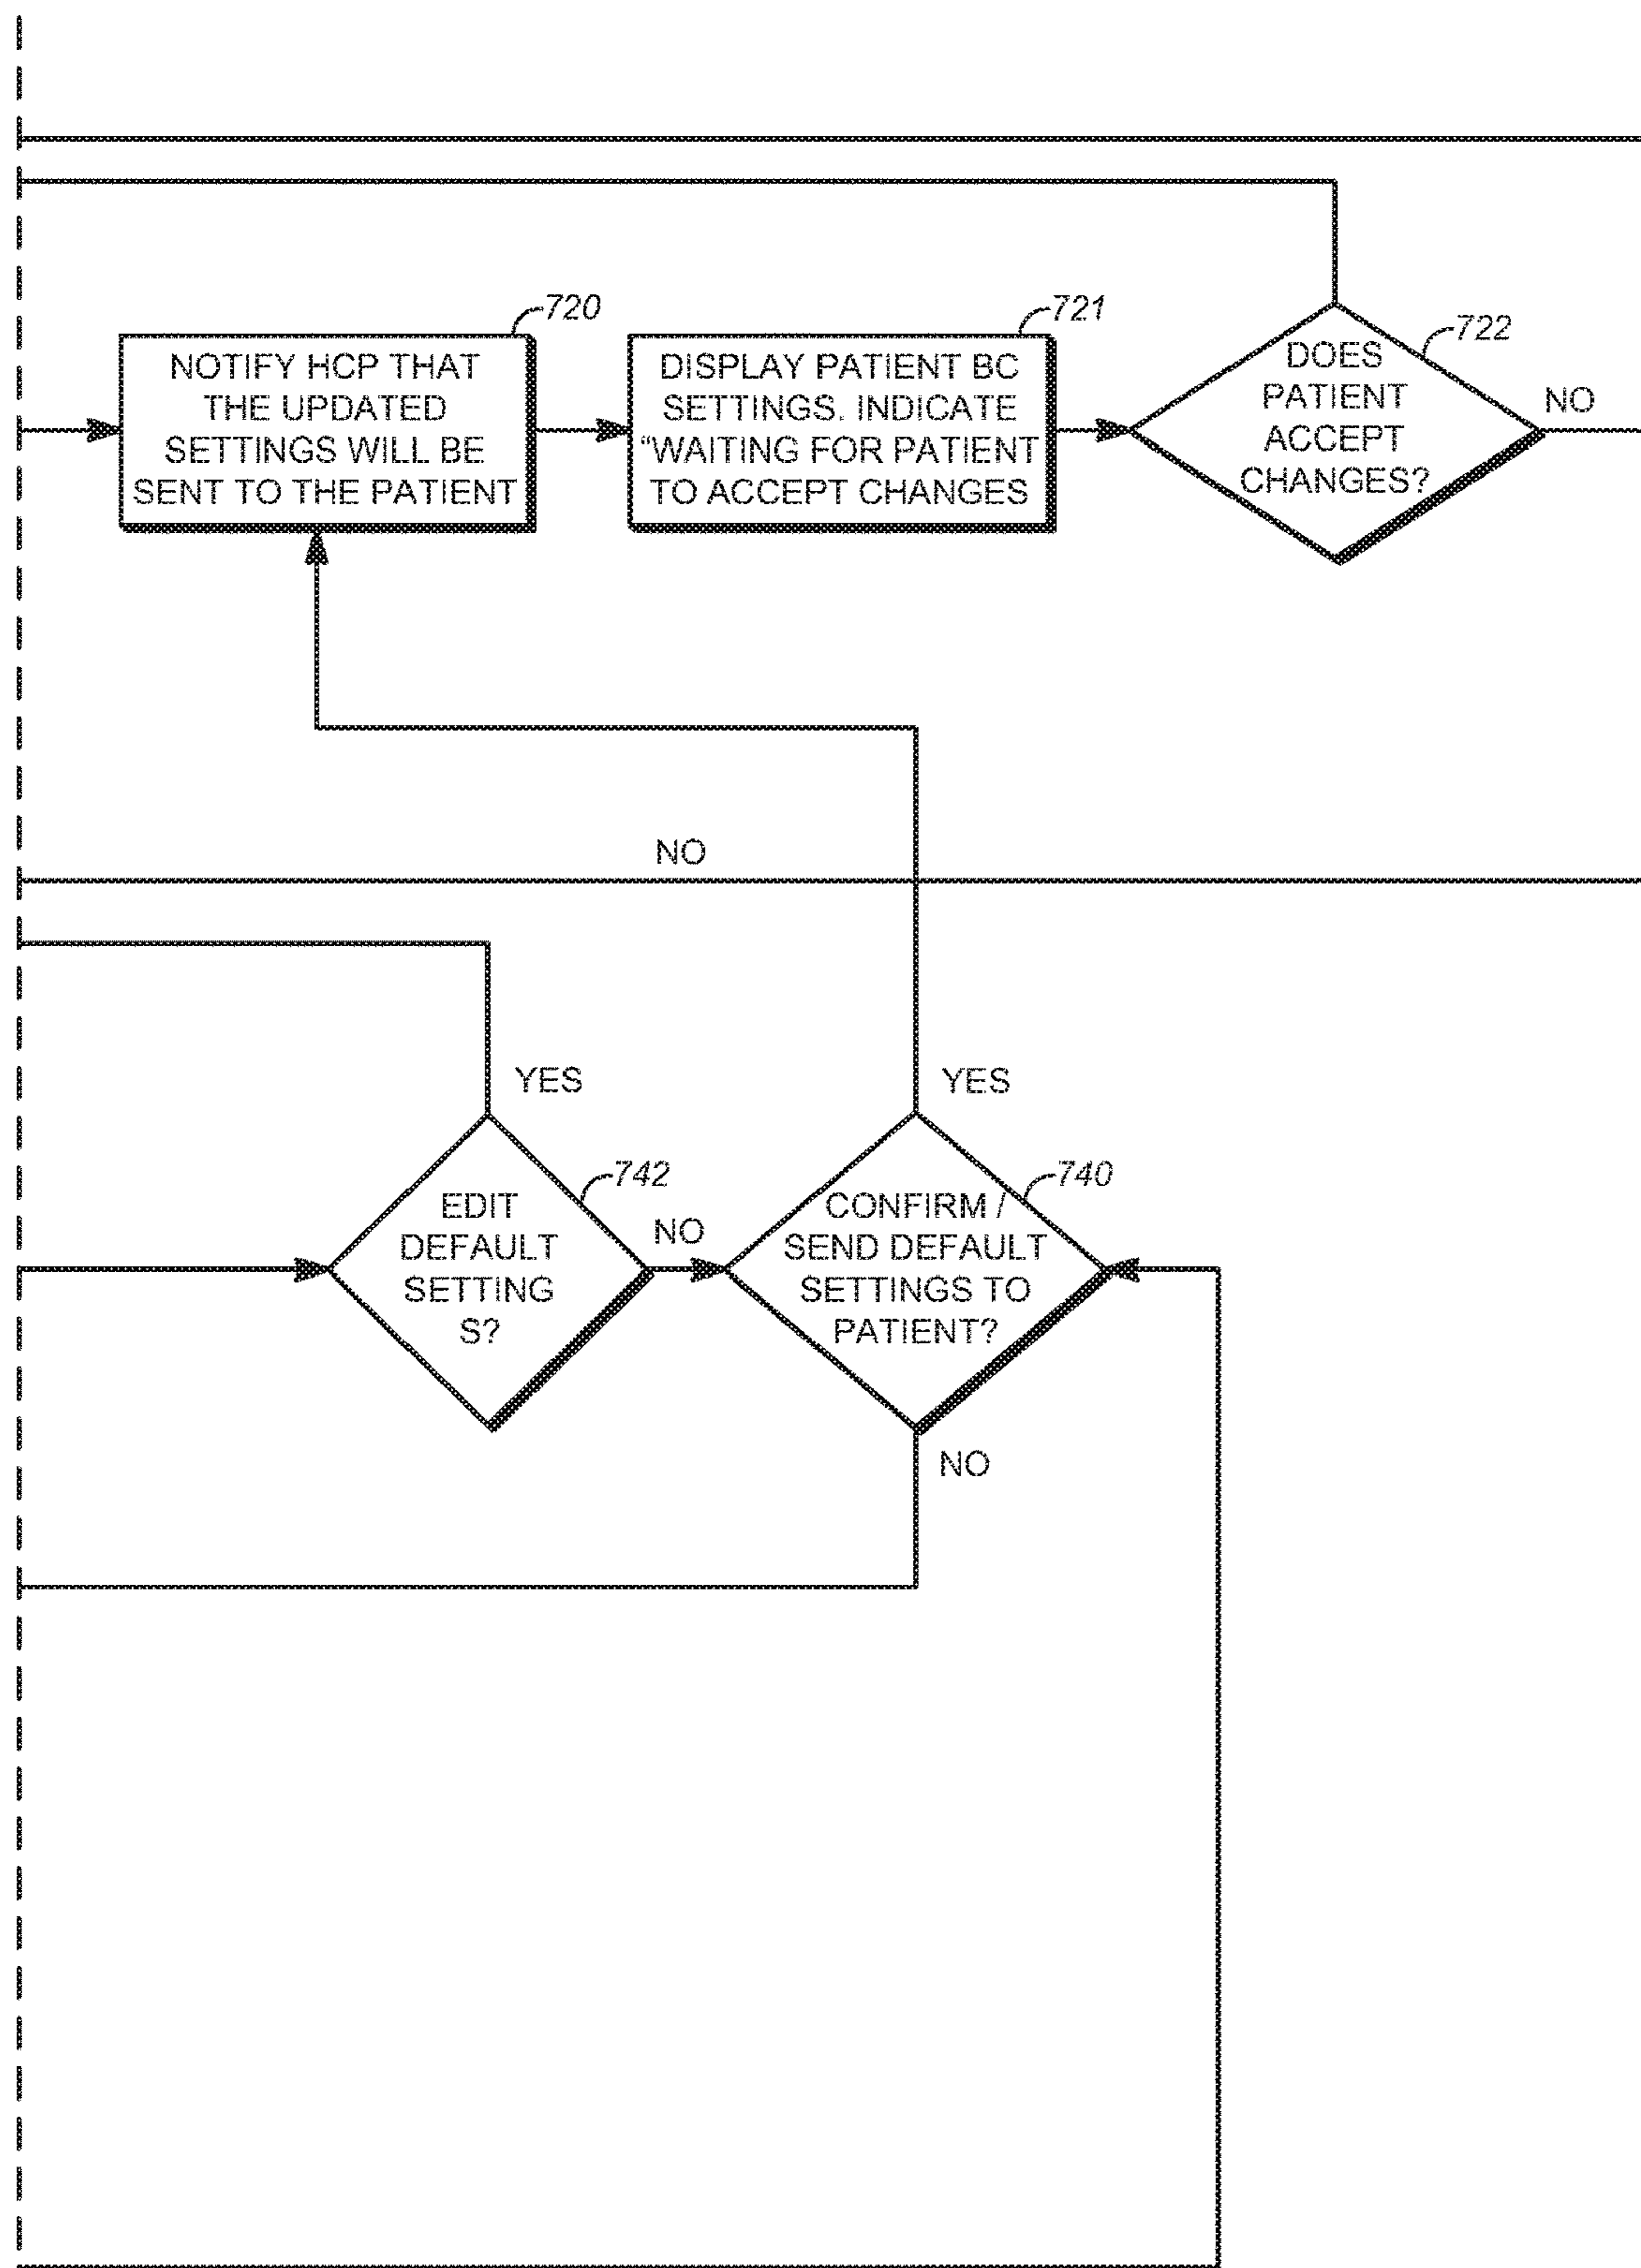 720
NOTIFY HCP THAT
THE UPDATED
SETTINGS WILL BE
SENT TO THE PATIENT
721
DISPLAY PATIENT BC
SETTINGS. INDICATE
“WAITING FOR PATIENT
TO ACCEPT CHANGES
722
DOES
PATIENT
ACCEPT
CHANGES?
NO
NO
YES
742
EDIT
DEFAULT
SETTING
S?
NO
YES
740
CONFIRM /
SEND DEFAULT
SETTINGS TO
PATIENT?
NO